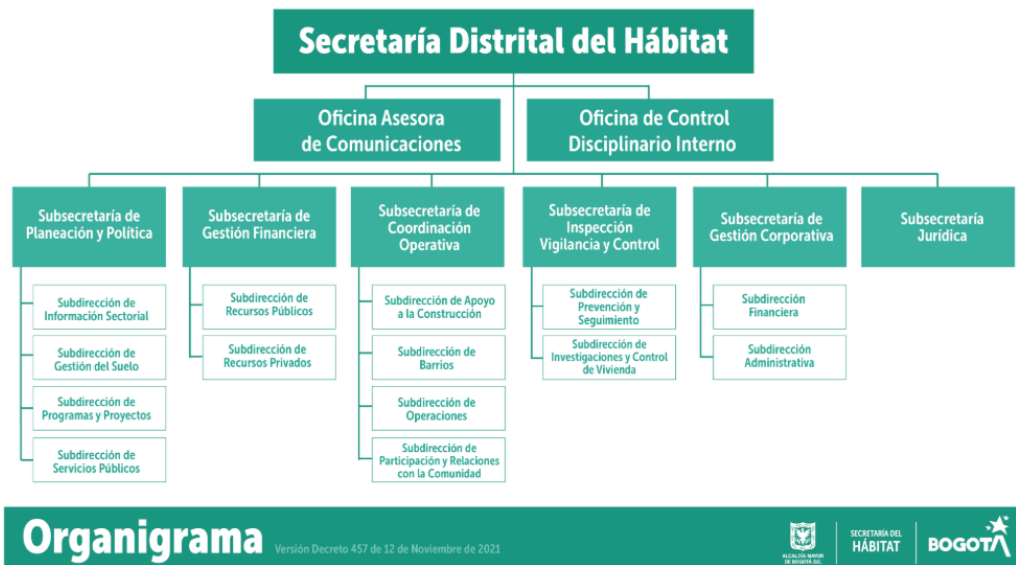 Secretaría Distrital del Hábitat
Oficina Asesora
de Comunicaciones
Oficina de Control
Disciplinario Interno
Subsecretaría de
Planeación y Política
Subsecretaría de
Gestión Financiera
Subsecretaría de
Coordinación
Operativa
Subsecretaría de
Inspección
Vigilancia y Control
Subsecretaría de
Gestión Corporativa
Subsecretaría
Jurídica
Subdirección de
Información Sectorial
Subdirección de
Gestión del Suelo
Subdirección de
Programas y Proyectos
Subdirección de
Servicios Públicos
Subdirección de
Recursos Públicos
Subdirección de
Recursos Privados
Subdirección de Apoyo
a la Construcción
Subdirección de
Barrios
Subdirección de
Operaciones
Subdirección de
Participación y Relaciones
con la Comunidad
Subdirección de
Prevención y
Seguimiento
Subdirección de
Investigaciones y Control
de Vivienda
Subdirección
Financiera
Subdirección
Administrativa
Organigrama
Versión Decreto 457 de 12 de Noviembre de 2021
ALCALDÍA MAYOR
DE BOGOTÁ D.C.
SECRETARÍA DEL
HÁBITAT
BOGOTÁ